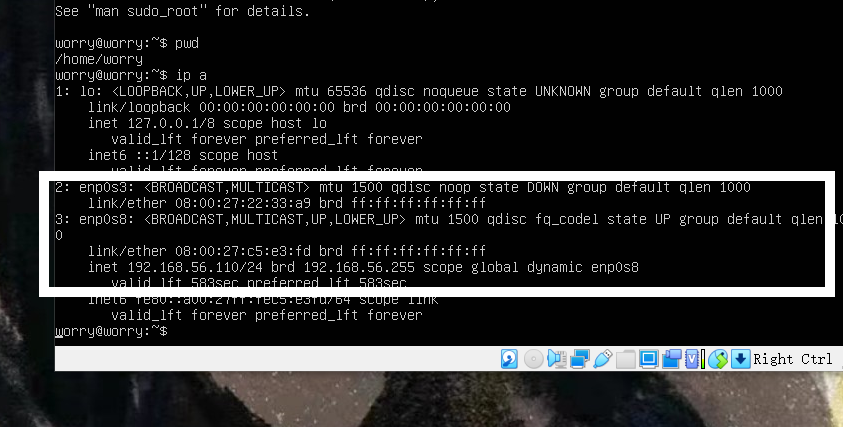 See "man sudo_root" for details.
worry@worry:~$ pwd
/home/worry
worry@worry:~$ ip a
1: lo: <LOOPBACK,UP,LOWER_UP> mtu 65536 qdisc noqueue state UNKNOWN group default qlen 1000
link/loopback 00:00:00:00:00:00 brd 00:00:00:00:00:00
inet 127.0.0.1/8 scope host lo
valid_lft forever preferred_lft forever
inet6 ::1/128 scope host
valid_lft forever preferred_lft forever
2: enp0s3: <BROADCAST,MULTICAST> mtu 1500 qdisc noop state DOWN group default qlen 1000
link/ether 08:00:27:22:33:a9 brd ff:ff:ff:ff:ff:ff
3: enp0s8: <BROADCAST,MULTICAST,UP,LOWER_UP> mtu 1500 qdisc fq_codel state UP group default qlen 10
0
link/ether 08:00:27:c5:e3:fd brd ff:ff:ff:ff:ff:ff
inet 192.168.56.110/24 brd 192.168.56.255 scope global dynamic enp0s8
valid_lft 583sec preferred_lft 583sec
inet6 fe80::a00:27ff:fec5:e3fd/64 scope link
valid_lft forever preferred_lft forever
worry@worry:~$
Right Ctrl